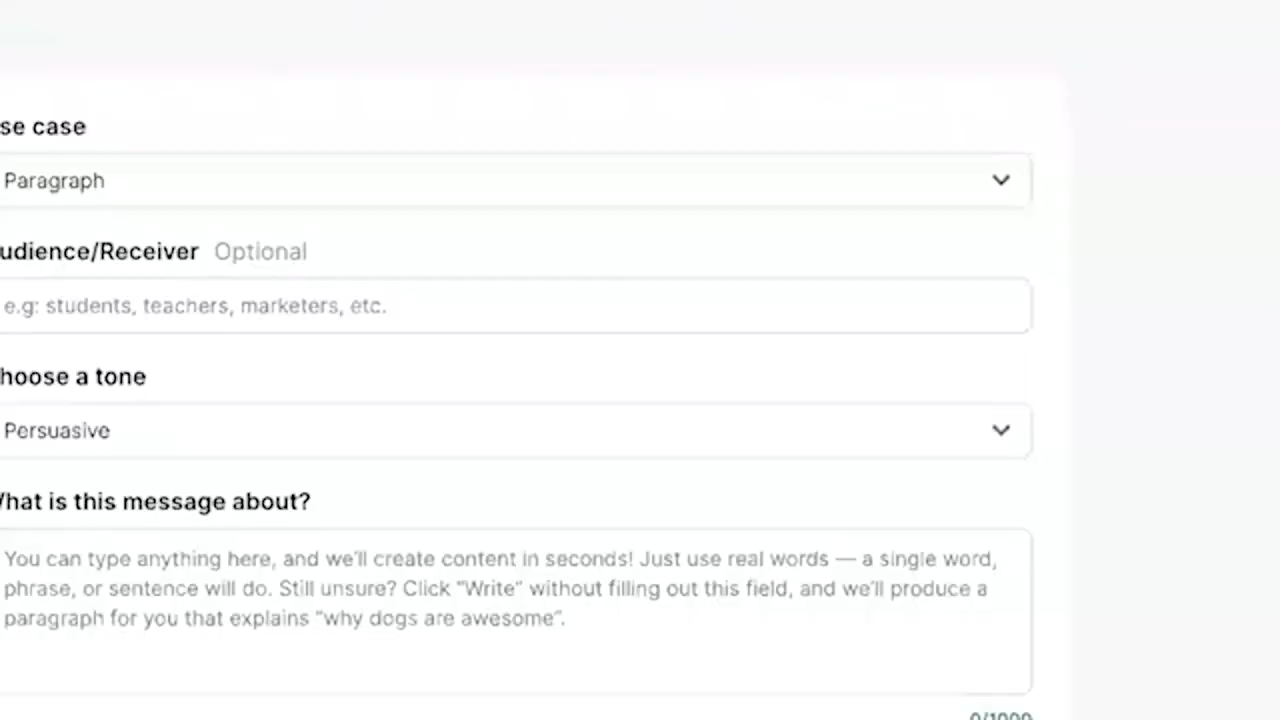 se case
Paragraph
udience/Receiver Optional
e.g: students, teachers, marketers, etc.
hoose a tone
Persuasive
hat is this message about?
You can type anything here, and we'll create content in seconds! Just use real words — a single word,
phrase, or sentence will do. Still unsure? Click "Write" without filling out this field, and we'll produce a
paragraph for you that explains "why dogs are awesome".
0/1000